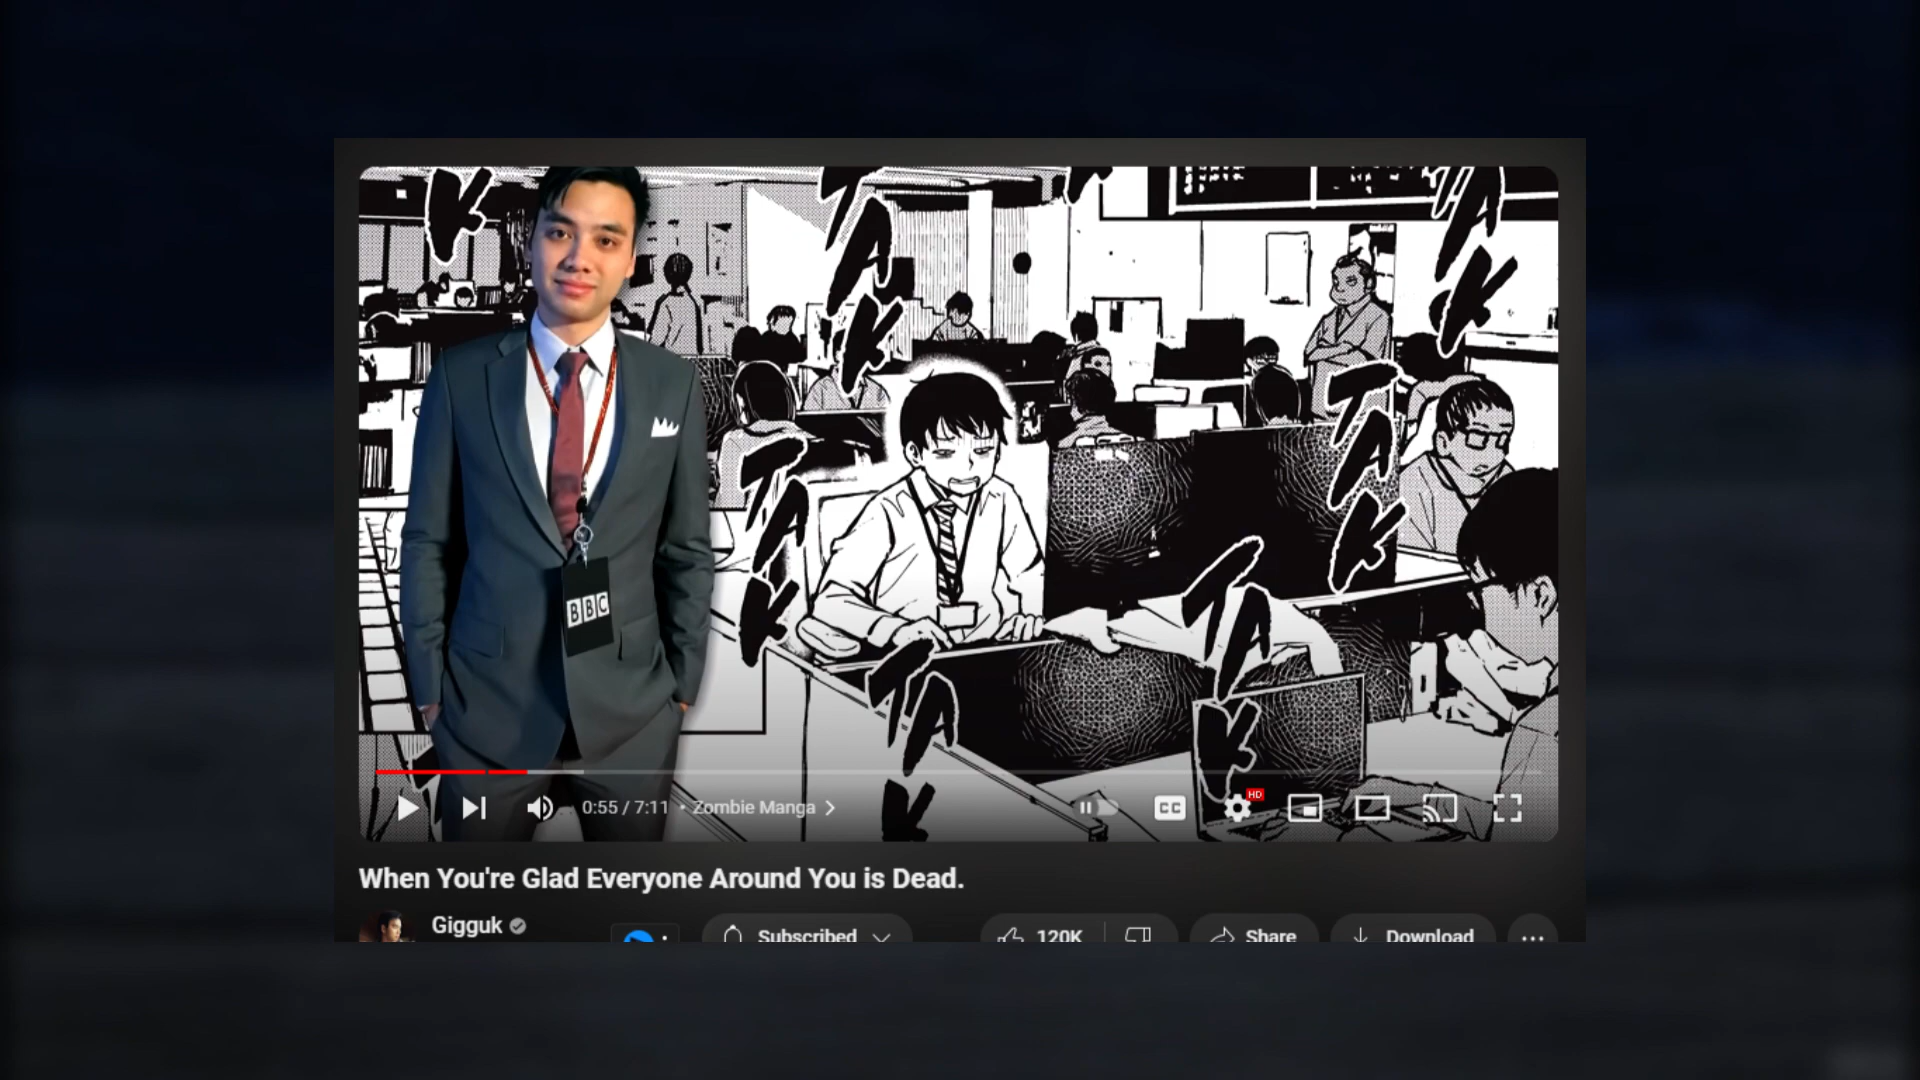 TAK
TAK
TAK
TAK
TAK
TAK
BBC
0:55 / 7:11 • Zombie Manga
CC
HD
When You're Glad Everyone Around You is Dead.
Gigguk
Subscribed
120K
Share
Download